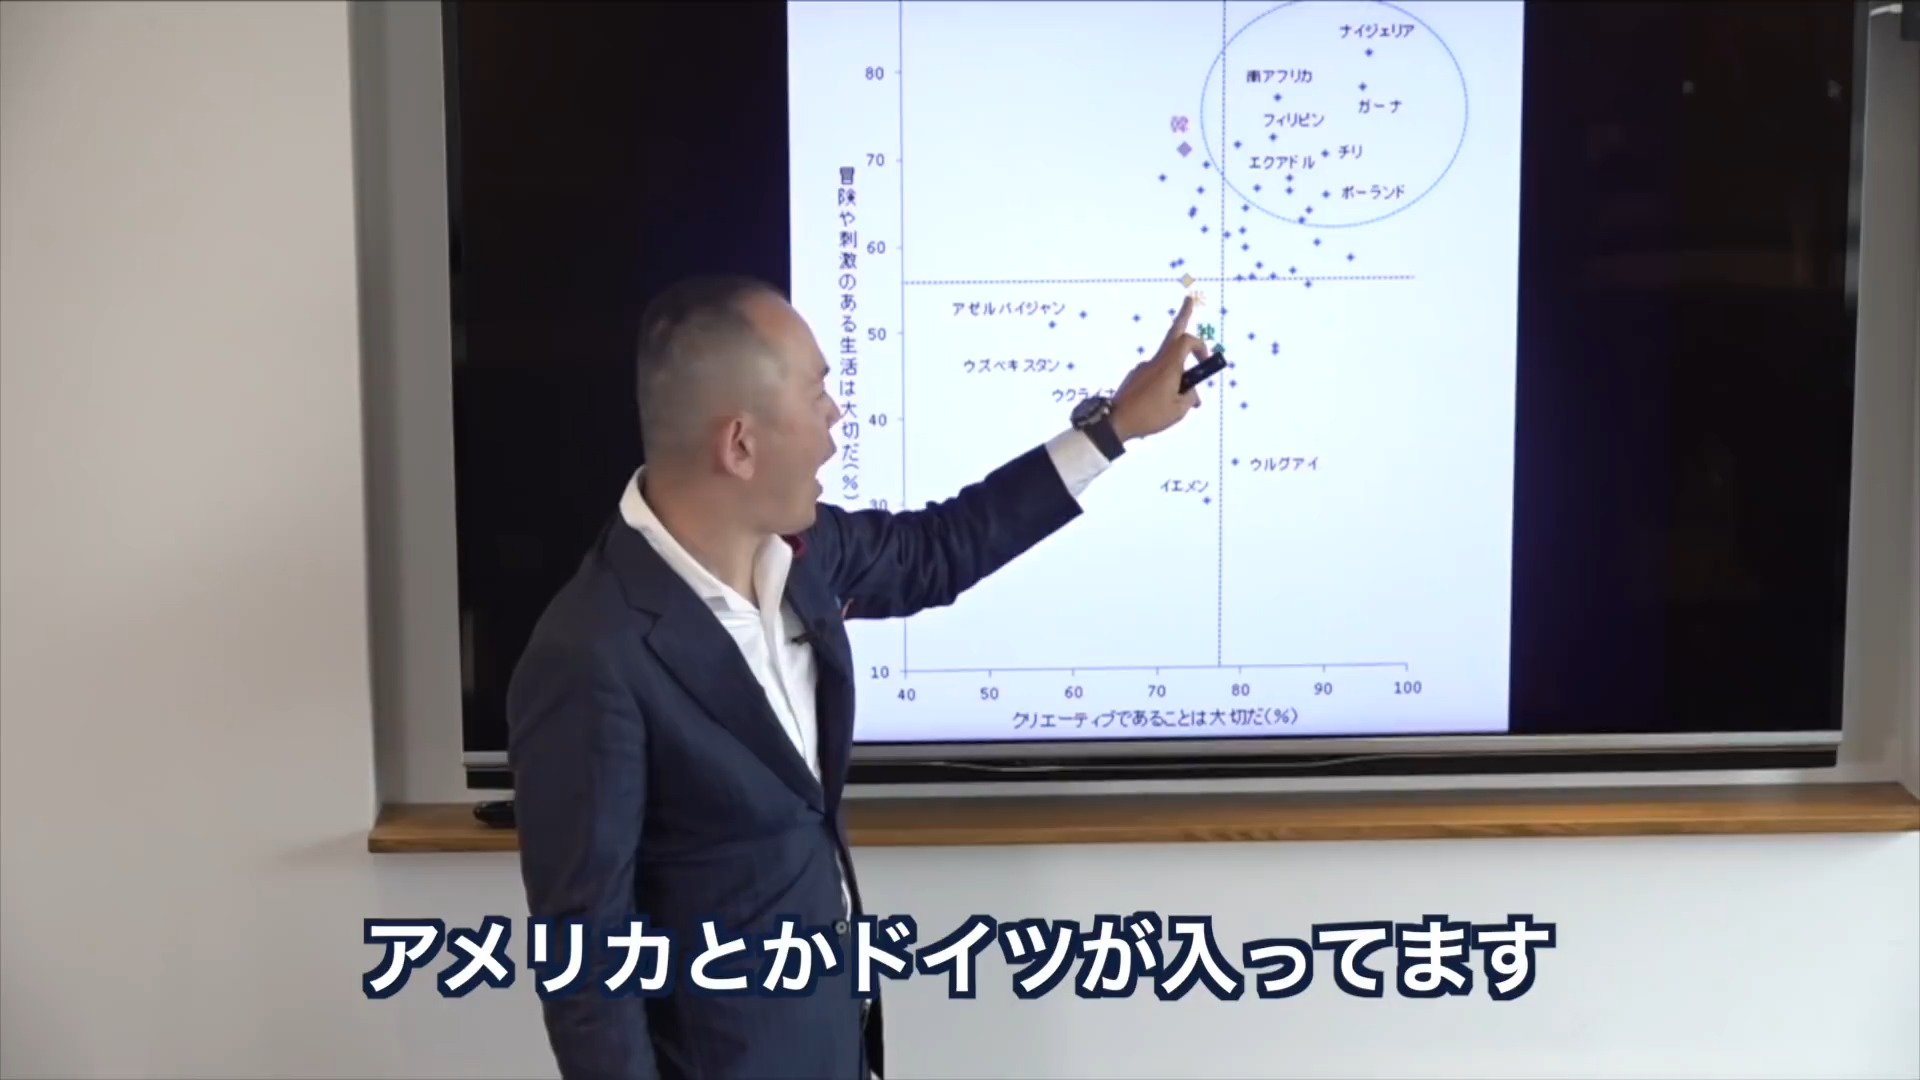 ナイジェリア
80
南アフリカ
ガーナ
韓
フィリピン
70
エクアドル
チリ
ポーランド
冒険や刺激のある生活は大切だ(%)
60
米
アゼルバイジャン
50
独
ウズベキスタン
ウクライナ
40
ウルグアイ
イエメン
30
10
40 50 60 70 80 90 100
クリエーティブであることは大切だ(%)
アメリカとかドイツが入ってます